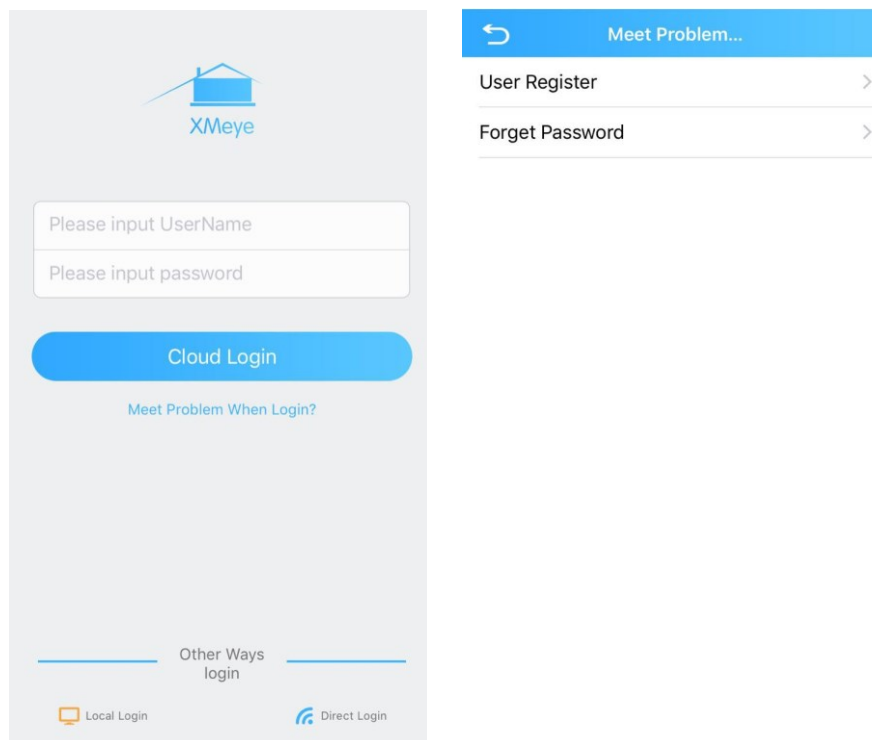 XMeye
Please input UserName
Please input password
Cloud Login
Meet Problem When Login?
Other Ways
login
Local Login
Direct Login
Meet Problem...
User Register
Forget Password